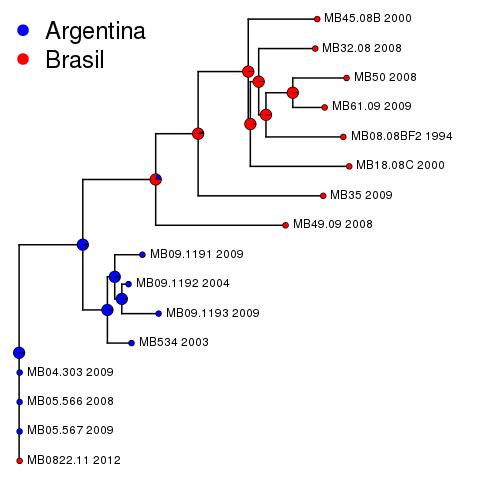 Argentina
Brasil
MB45.08B 2000
MB32.08 2008
MB50 2008
MB61.09 2009
MB08.08BF2 1994
MB18.08C 2000
MB35 2009
MB49.09 2008
MB09.1191 2009
MB09.1192 2004
MB09.1193 2009
MB534 2003
MB04.303 2009
MB05.566 2008
MB05.567 2009
MB0822.11 2012